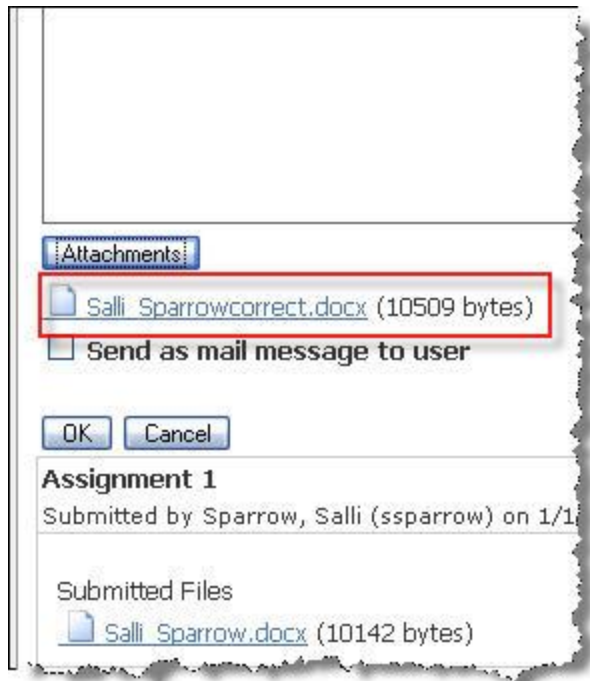 Attachments
Salli_Sparrowcorrect.docx (10509 bytes)
Send as mail message to user
OK Cancel
Assignment 1
Submitted by Sparrow, Salli (ssparrow) on 1/1
Submitted Files
Salli_Sparrow.docx (10142 bytes)